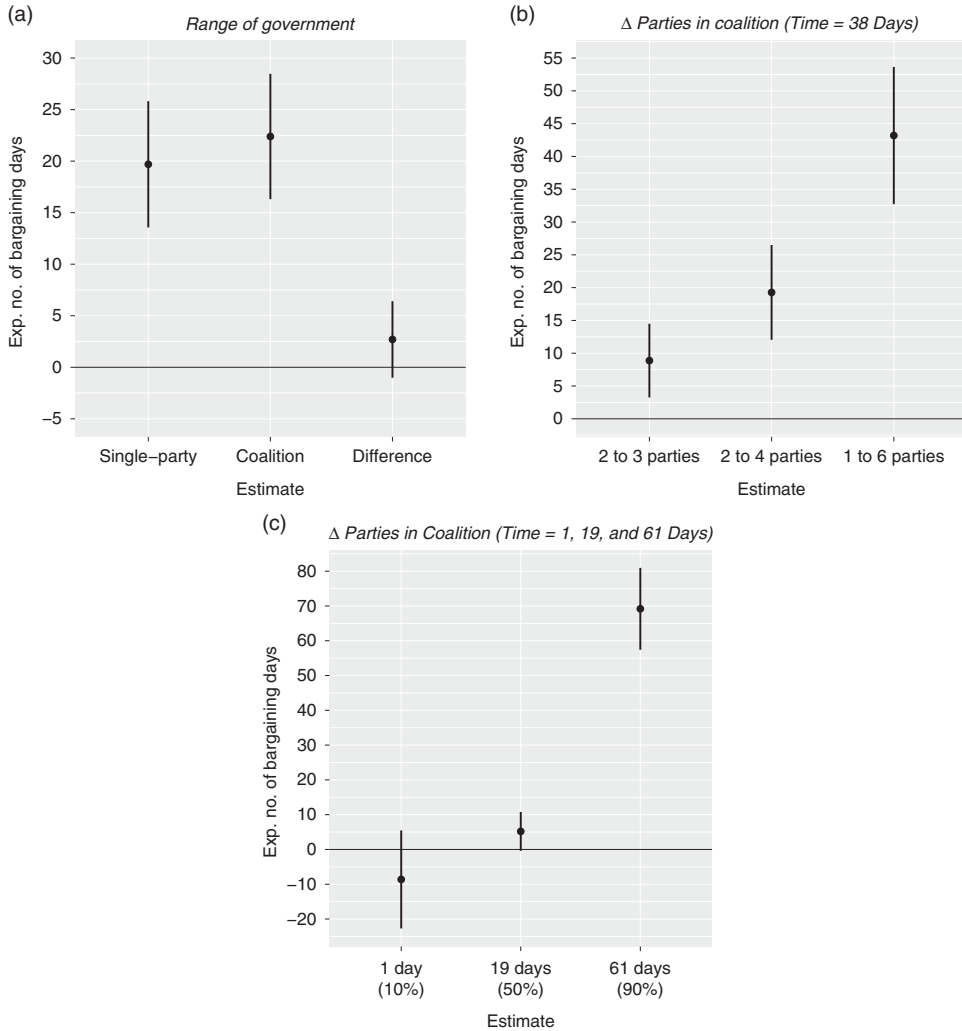 (a)
Range of government
Exp. no. of bargaining days
30
25
20
15
10
5
0
−5
Single−party Coalition Difference
Estimate
(b)
Δ Parties in coalition (Time = 38 Days)
Exp. no. of bargaining days
55
50
45
40
35
30
25
20
15
10
5
0
2 to 3 parties 2 to 4 parties 1 to 6 parties
Estimate
(c)
Δ Parties in Coalition (Time = 1, 19, and 61 Days)
Exp. no. of bargaining days
80
70
60
50
40
30
20
10
0
−10
−20
1 day 19 days 61 days
(10%) (50%) (90%)
Estimate